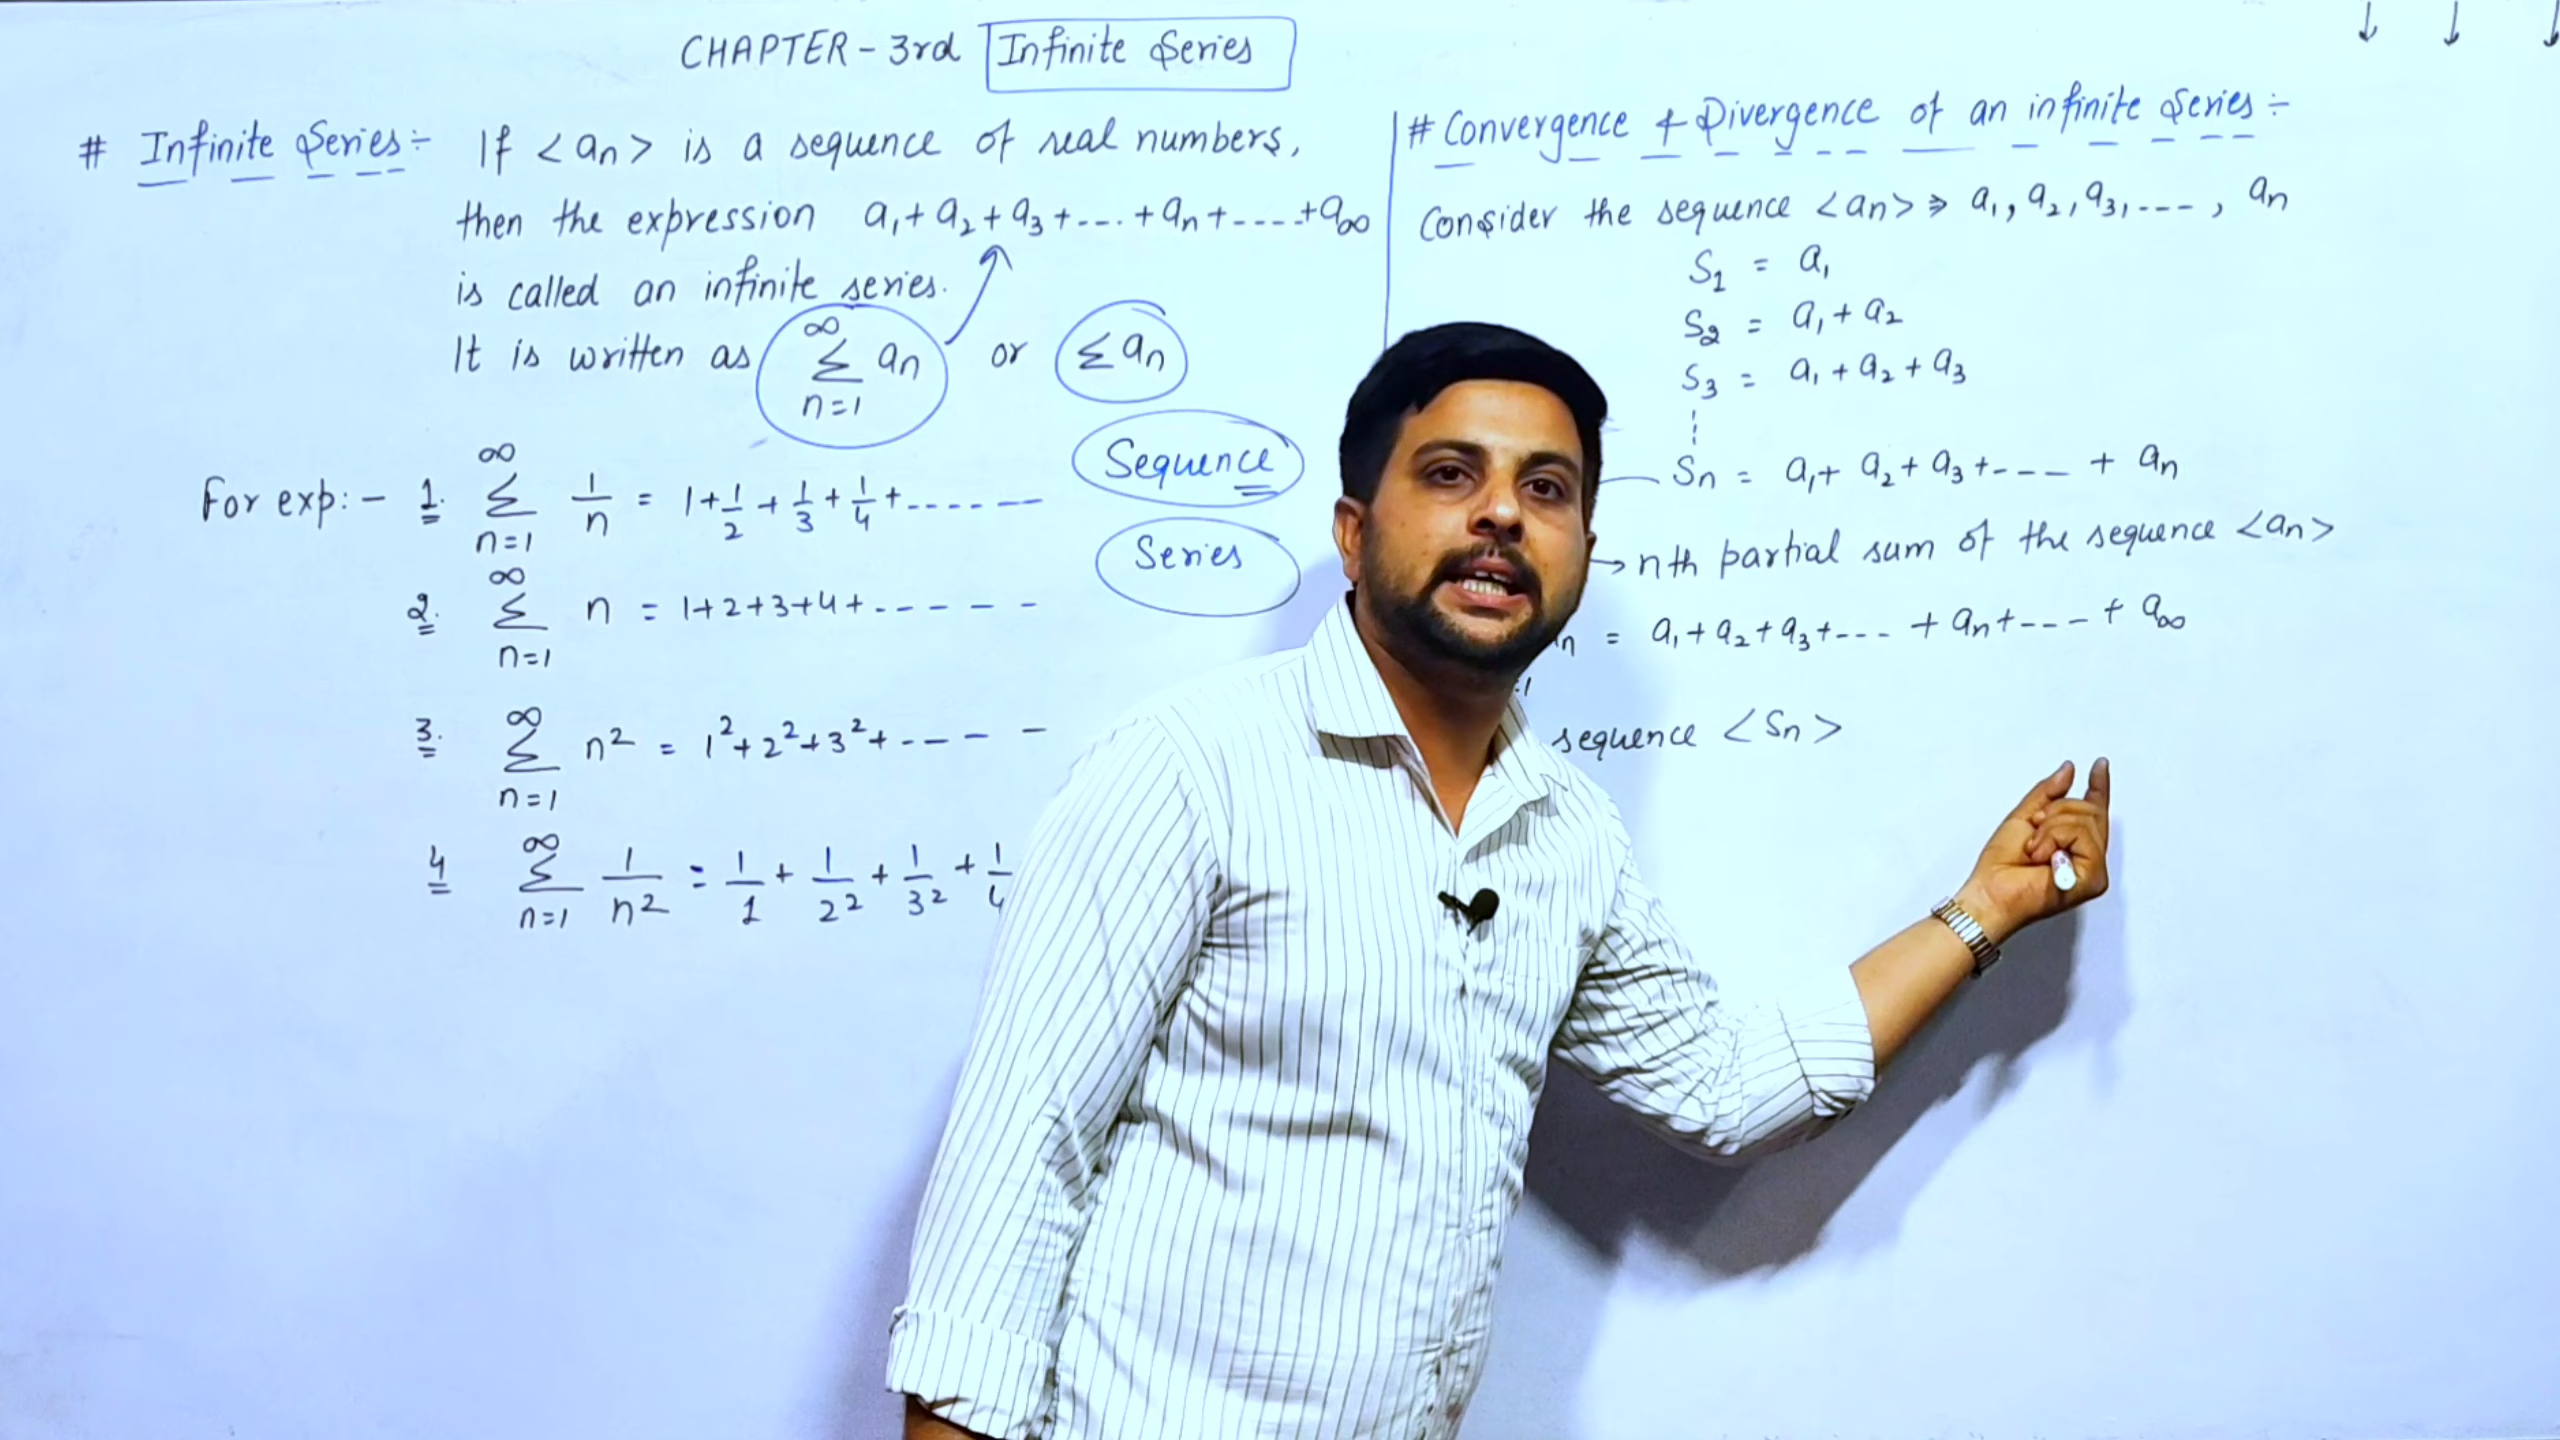 CHAPTER - 3rd Infinite Series
# Infinite Series:- If <an> is a sequence of real numbers,
then the expression a₁ + a₂ + a₃ + ---- + an + ---- + a∞
is called an infinite series.
It is written as ∞ Σ n=1 an or Σ an
Sequence
Series
For exp:- 1. ∞ Σ n=1 1/n = 1 + 1/2 + 1/3 + 1/4 + -------
2. ∞ Σ n=1 n = 1+2+3+4+ -----
3. ∞ Σ n=1 n² = 1²+2²+3²+ -----
4 ∞ Σ n=1 1/n² = 1/1 + 1/2² + 1/3² + 1/4
# Convergence & Divergence of an infinite Series:-
Consider the sequence <an> ⇒ a₁, a₂, a₃, ---- , an
S₁ = a₁
S₂ = a₁ + a₂
S₃ = a₁ + a₂ + a₃
Sn = a₁ + a₂ + a₃ + ---- + an
→ nth partial sum of the sequence <an>
n = a₁ + a₂ + a₃ + --- + an + --- + a∞
=1
sequence <Sn>